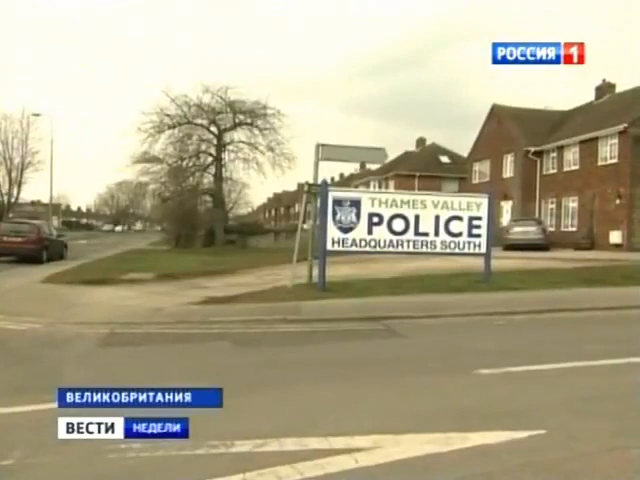 РОССИЯ 1
THAMES VALLEY
POLICE
HEADQUARTERS SOUTH
ВЕЛИКОБРИТАНИЯ
ВЕСТИ НЕДЕЛИ